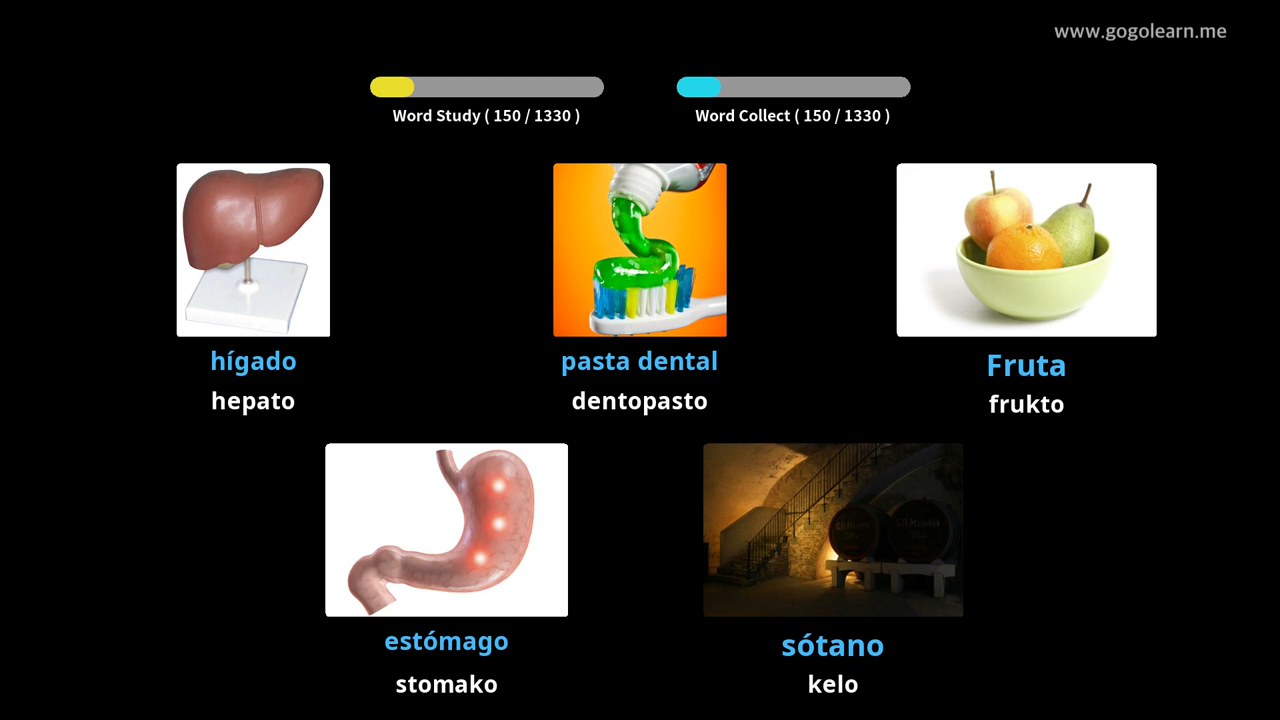 www.gogolearn.me
Word Study ( 150 / 1330 )
Word Collect ( 150 / 1330 )
hígado
pasta dental
Fruta
hepato
dentopasto
frukto
estómago
sótano
stomako
kelo